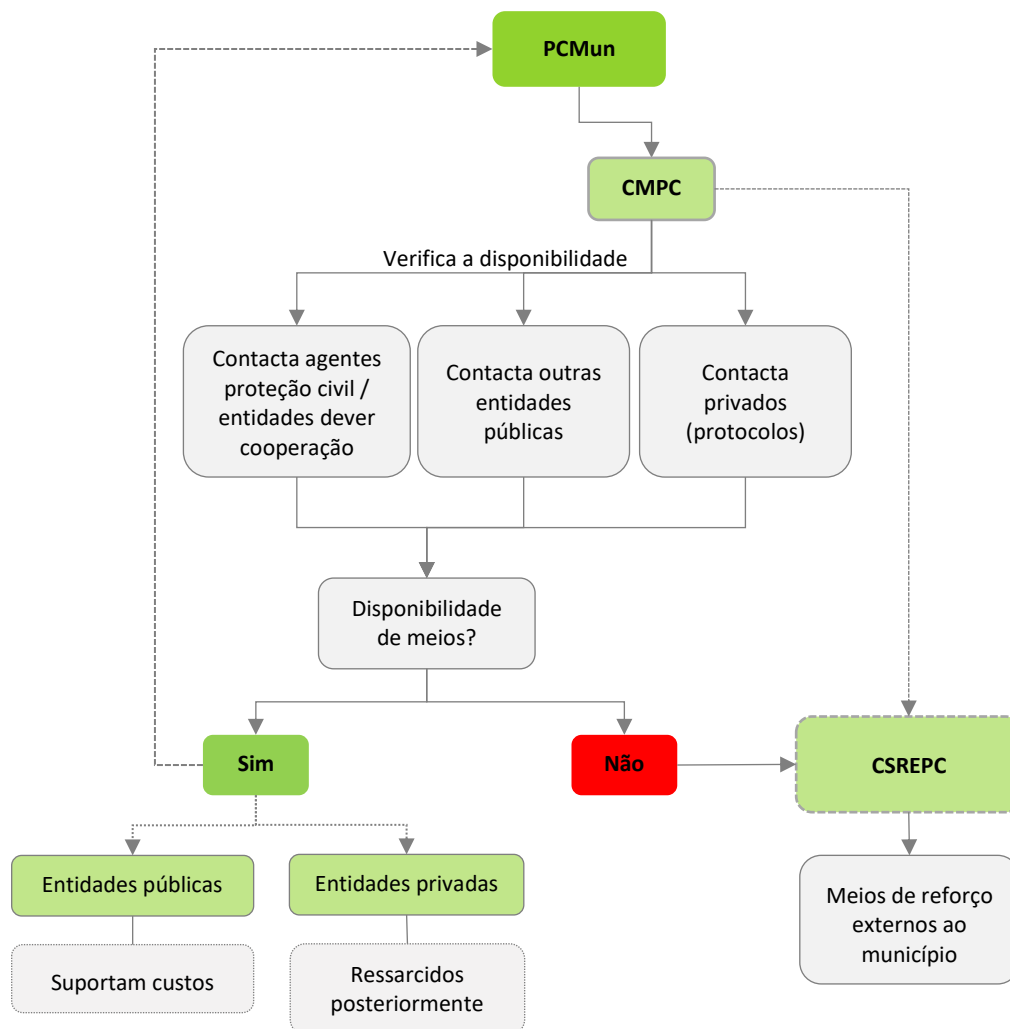 PCMun
CMPC
Verifica a disponibilidade
Contacta agentes
proteção civil /
entidades dever
cooperação
Contacta outras
entidades
públicas
Contacta
privados
(protocolos)
Disponibilidade
de meios?
Sim
Não
CSREPC
Entidades públicas
Entidades privadas
Suportam custos
Ressarcidos
posteriormente
Meios de reforço
externos ao
município